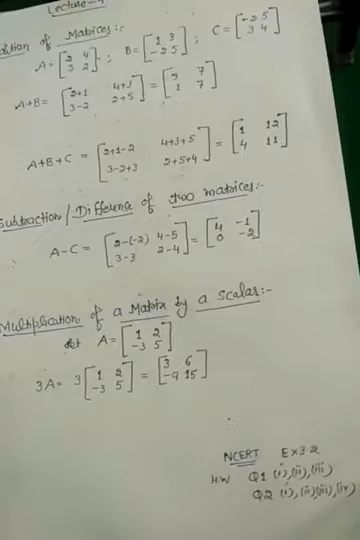 Lecture-4
of Matrices:-
A = [2 4; 3 2]; B = [1 3; -2 5]; C = [-2 5; 3 4]
A+B = [2+1 4+3; 3-2 2+5] = [3 7; 1 7]
A+B+C = [2+1-2 4+3+5; 3-2+3 2+5+4] = [1 12; 4 11]
Subtraction / Difference of two matrices:-
A-C = [2-(-2) 4-5; 3-3 2-4] = [4 -1; 0 -2]
Multiplication of a Matrix by a Scalar:-
let A = [1 2; -3 5]
3A = 3[1 2; -3 5] = [3 6; -9 15]
NCERT Ex 3.2
H.W Q1 (i),(ii),(iii)
Q2 (i),(ii)(iii),(iv)